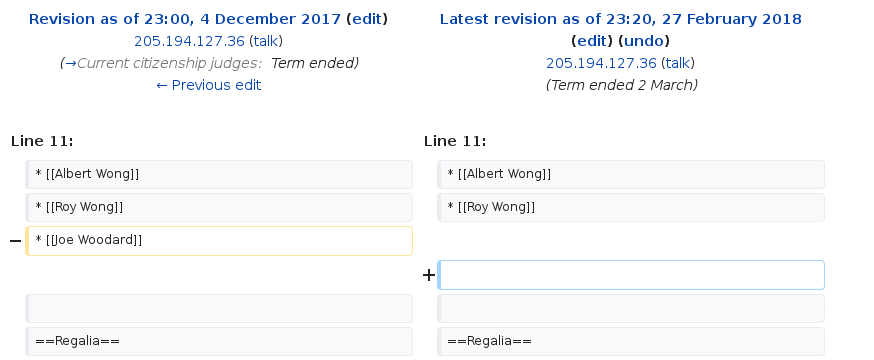 Revision as of 23:00, 4 December 2017 (edit)
205.194.127.36 (talk)
(→Current citizenship judges: Term ended)
← Previous edit
Latest revision as of 23:20, 27 February 2018
(edit) (undo)
205.194.127.36 (talk)
(Term ended 2 March)
Line 11:
Line 11:
* [[Albert Wong]]
* [[Albert Wong]]
* [[Roy Wong]]
* [[Roy Wong]]
− * [[Joe Woodard]]
+
==Regalia==
==Regalia==